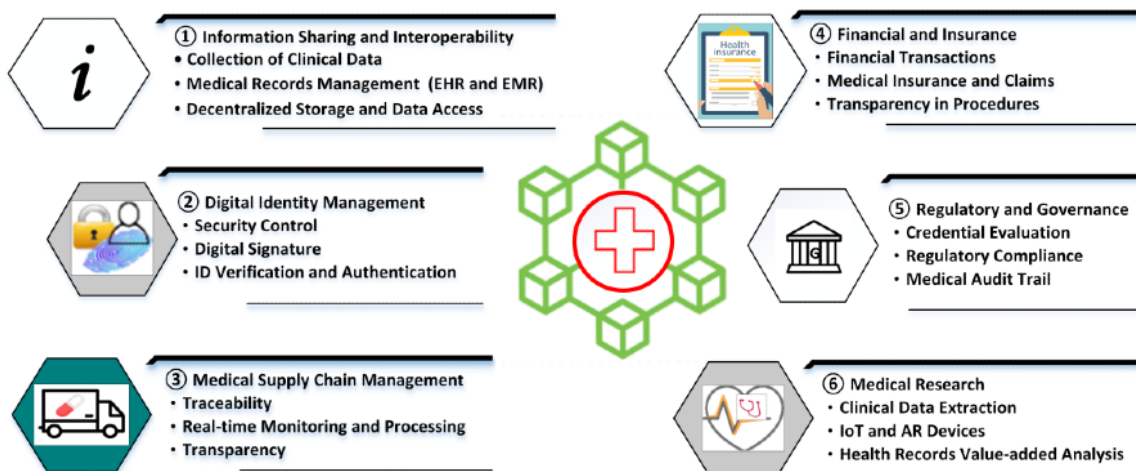 ① Information Sharing and Interoperability
• Collection of Clinical Data
• Medical Records Management (EHR and EMR)
• Decentralized Storage and Data Access
② Digital Identity Management
• Security Control
• Digital Signature
• ID Verification and Authentication
③ Medical Supply Chain Management
• Traceability
• Real-time Monitoring and Processing
• Transparency
Health
insurance
④ Financial and Insurance
• Financial Transactions
• Medical Insurance and Claims
• Transparency in Procedures
G
⑤ Regulatory and Governance
• Credential Evaluation
• Regulatory Compliance
• Medical Audit Trail
⑥ Medical Research
• Clinical Data Extraction
• IoT and AR Devices
• Health Records Value-added Analysis
i